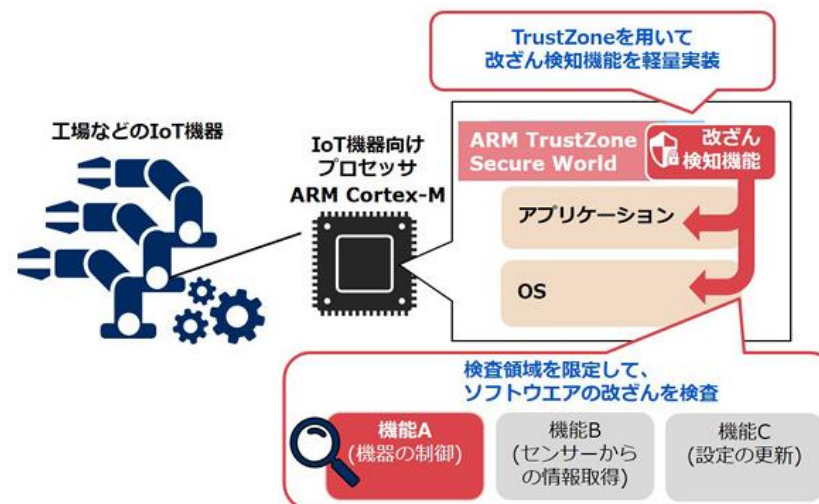 TrustZoneを用いて
改ざん検知機能を軽量実装
工場などのIoT機器
IoT機器向け
プロセッサ
ARM Cortex-M
ARM TrustZone
Secure World
改ざん
検知機能
アプリケーション
OS
検査領域を限定して、
ソフトウエアの改ざんを検査
機能A
(機器の制御)
機能B
(センサーから
の情報取得)
機能C
(設定の更新)